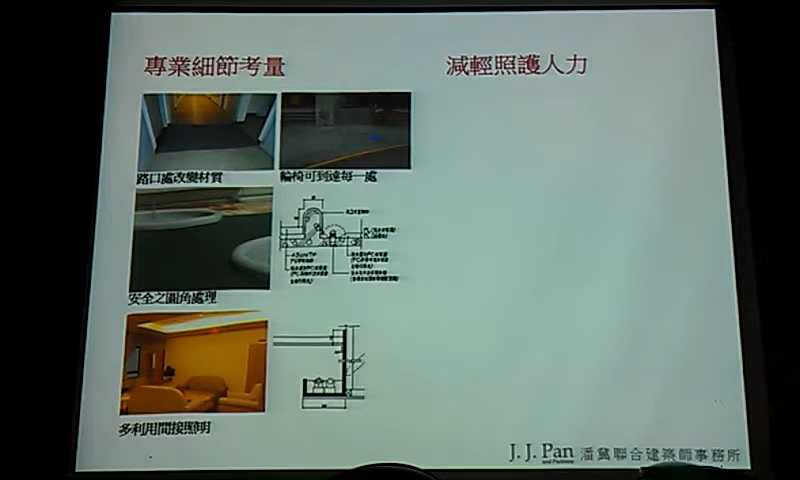 專業細節考量
減輕照護人力
路口處改變材質
輪椅可到達每一處
安全之圓角處理
多利用間接照明
J. J. Pan
and Partners
潘冀聯合建築師事務所